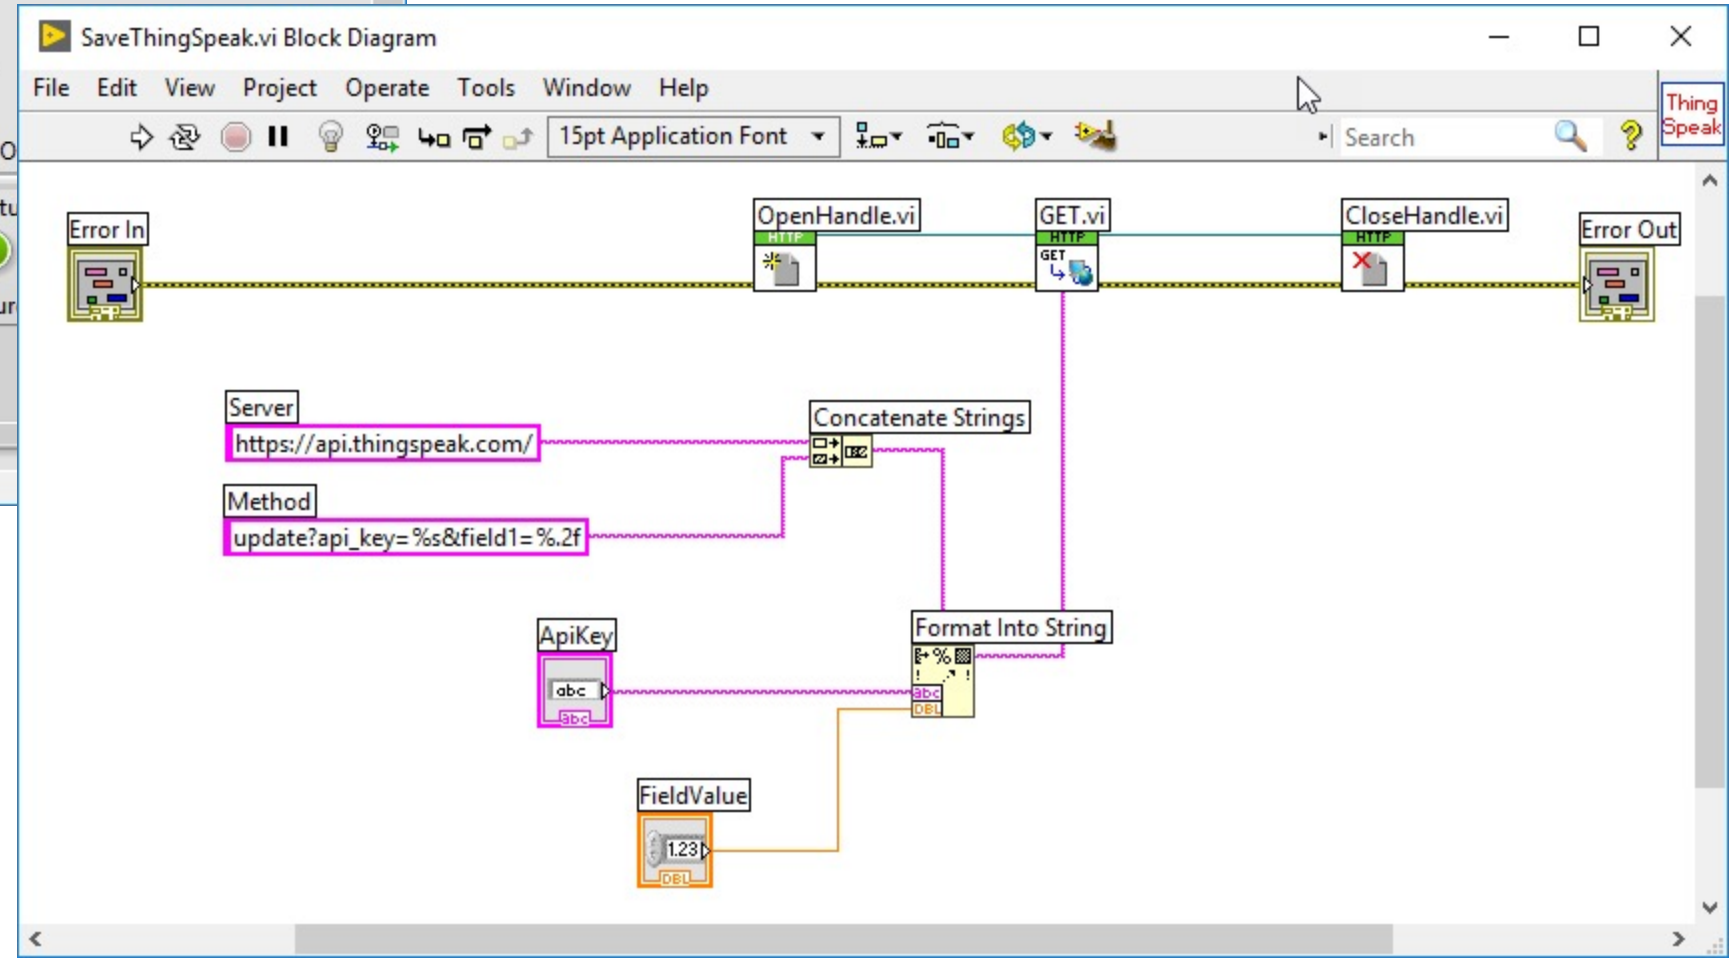 SaveThingSpeak.vi Block Diagram
File Edit View Project Operate Tools Window Help
15pt Application Font
Search
Thing
Speak
Error In
OpenHandle.vi
HTTP
GET.vi
HTTP
GET
CloseHandle.vi
HTTP
Error Out
Server
https://api.thingspeak.com/
Concatenate Strings
Method
update?api_key=%s&field1=%.2f
ApiKey
abc
abc
Format Into String
%
abc
DBL
FieldValue
1.23
DBL